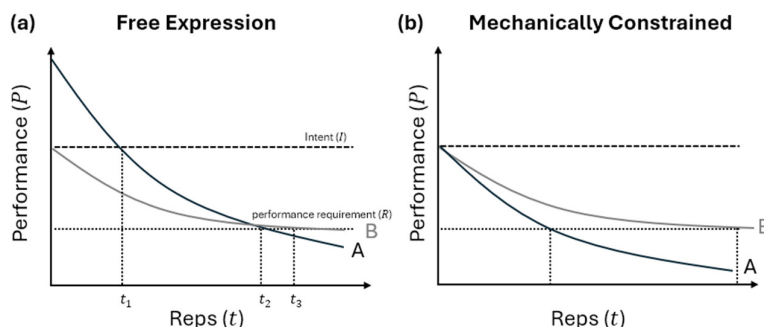 (a) Free Expression
(b) Mechanically Constrained
Performance (P)
Intent (I)
performance requirement (R)
B
A
t₁
t₂
t₃
Reps (t)
Performance (P)
B
A
Reps (t)